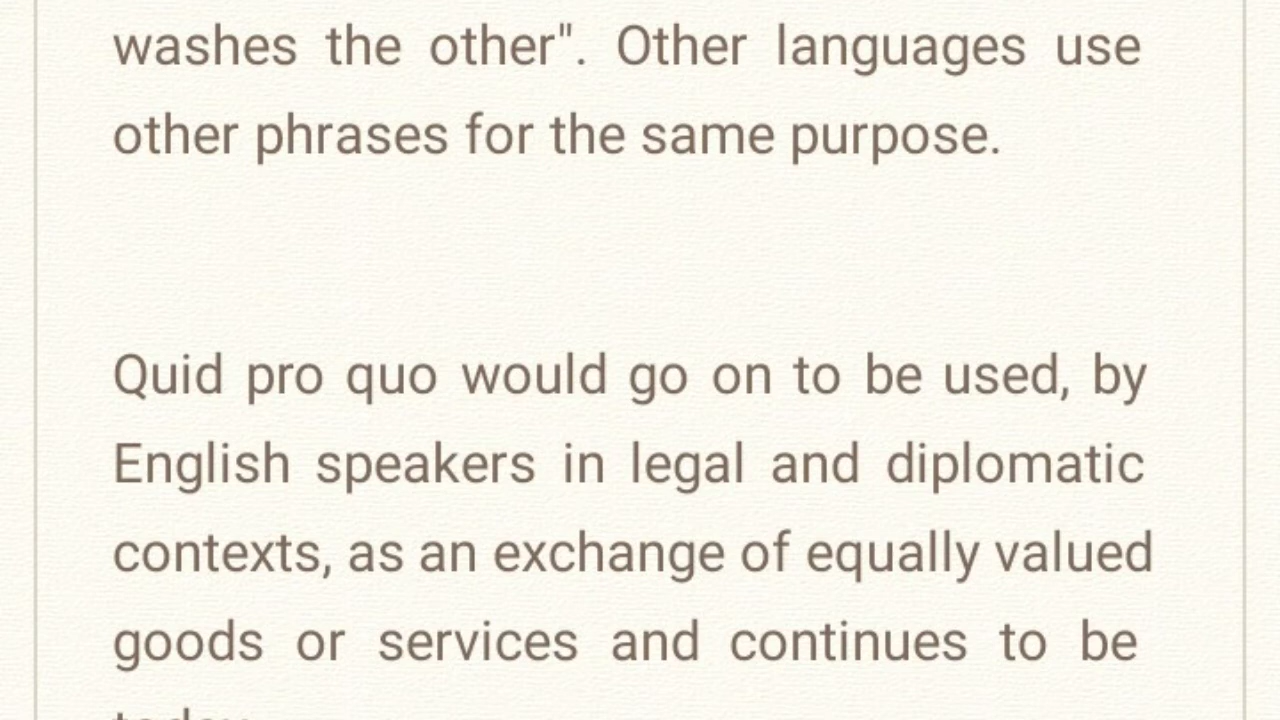 washes the other". Other languages use
other phrases for the same purpose.
Quid pro quo would go on to be used, by
English speakers in legal and diplomatic
contexts, as an exchange of equally valued
goods or services and continues to be
today.